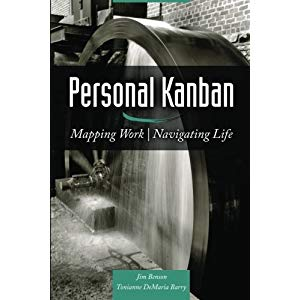 Personal Kanban
Mapping Work | Navigating Life
Jim Benson
Tonianne DeMaria Barry